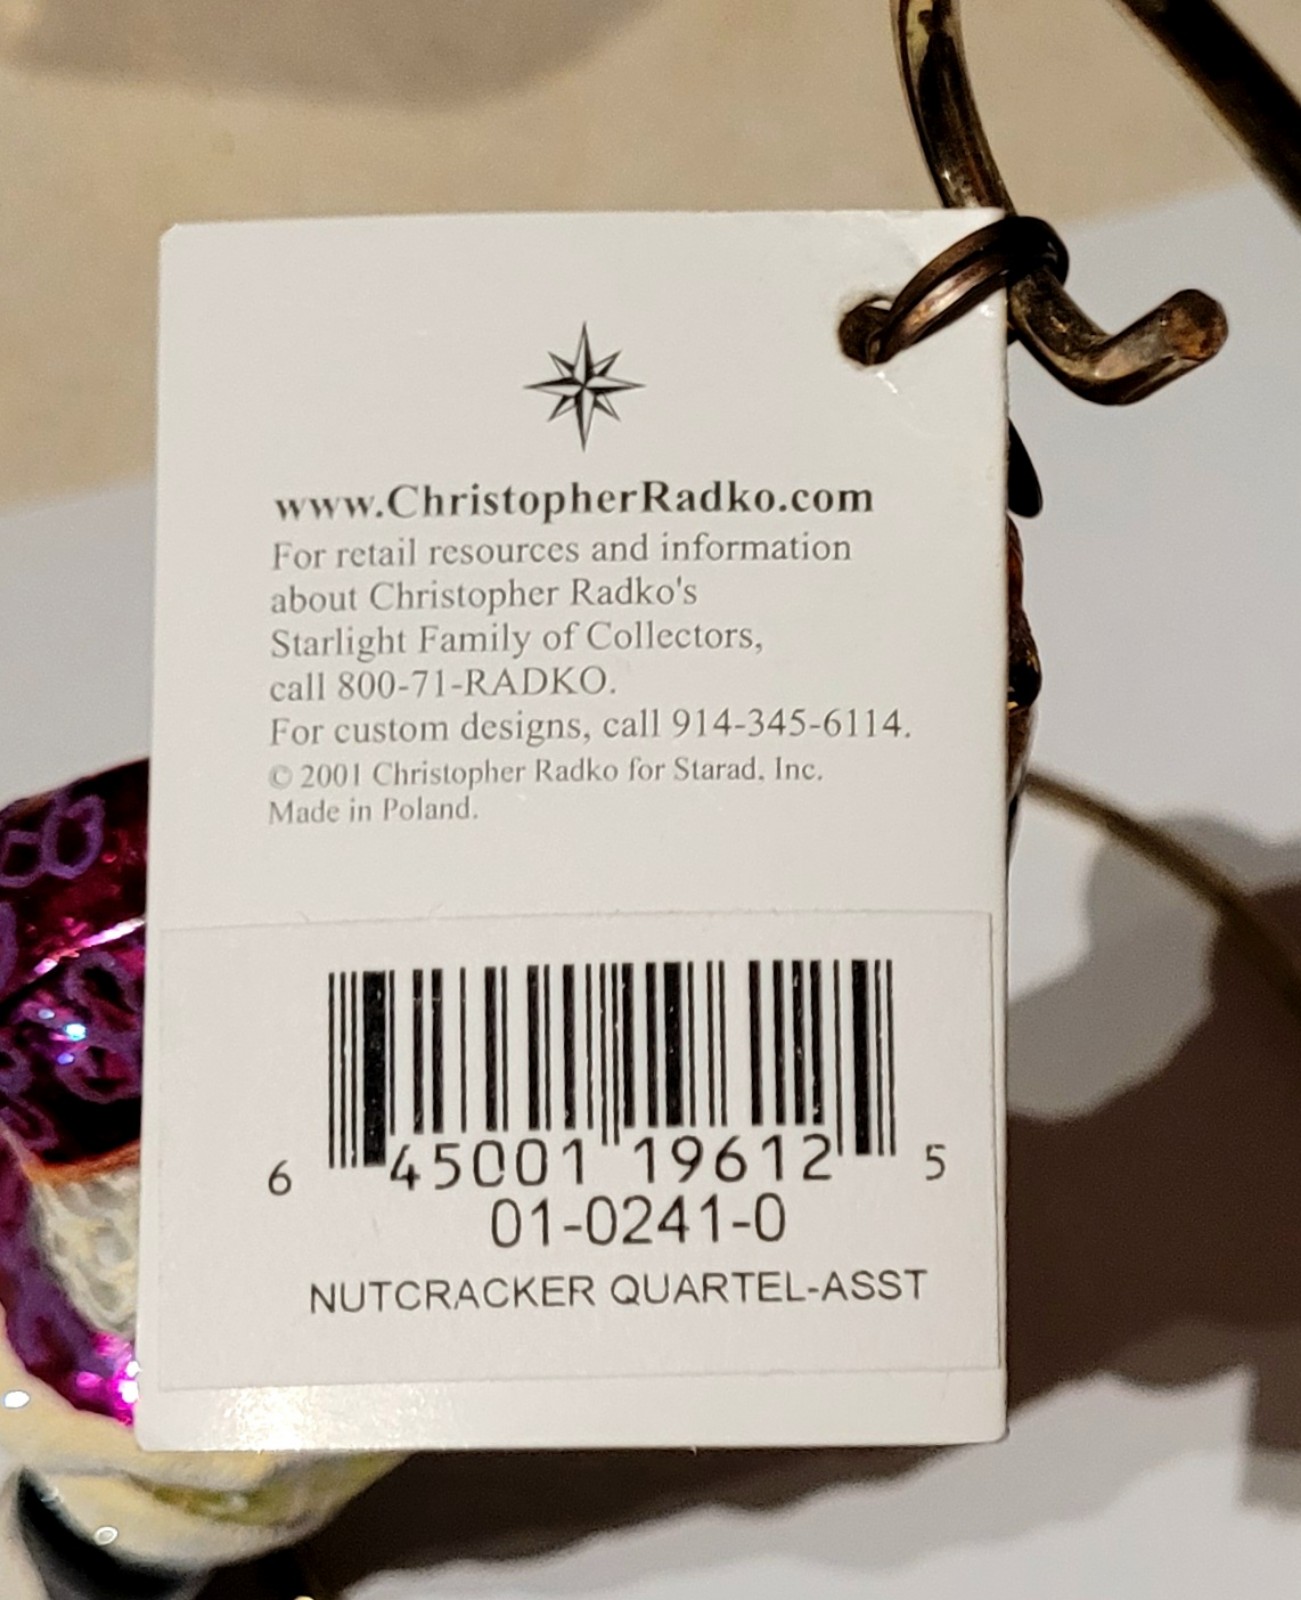 www.ChristopherRadko.com
For retail resources and information
about Christopher Radko's
Starlight Family of Collectors,
call 800-71-RADKO.
For custom designs, call 914-345-6114.
© 2001 Christopher Radko for Starad, Inc.
Made in Poland.
6 45001 19612 5
01-0241-0
NUTCRACKER QUARTEL-ASST